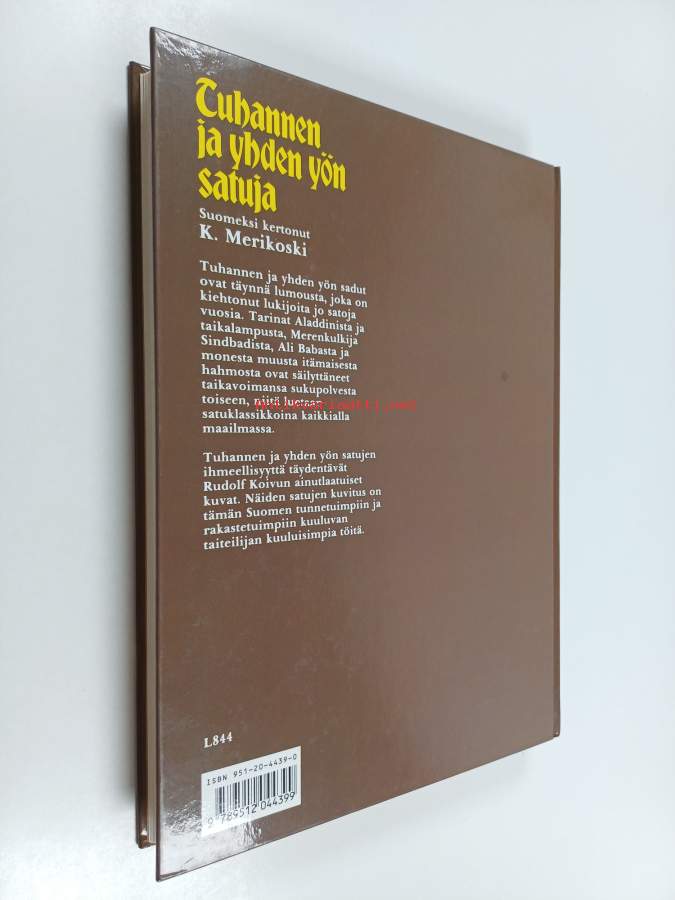 Tuhannen
ja yhden yön
satuja
Suomeksi kertonut
K. Merikoski
Tuhannen ja yhden yön sadut
ovat täynnä lumousta, joka on
kiehtonut lukijoita jo satoja
vuosia. Tarinat Aladdinista ja
taikalampusta, Merenkulkija
Sindbadista, Ali Babasta ja
monesta muusta itämaisesta
hahmosta ovat säilyttäneet
taikavoimansa sukupolvesta
toiseen, niitä luetaan
satuklassikkoina kaikkialla
maailmassa.
Tuhannen ja yhden yön satujen
ihmeellisyyttä täydentävät
Rudolf Koivun ainutlaatuiset
kuvat. Näiden satujen kuvitus on
tämän Suomen tunnetuimpiin ja
rakastetuimpiin kuuluvan
taiteilijan kuuluisimpia töitä.
L844
ISBN 951-20-4439-0
9 789512 044399